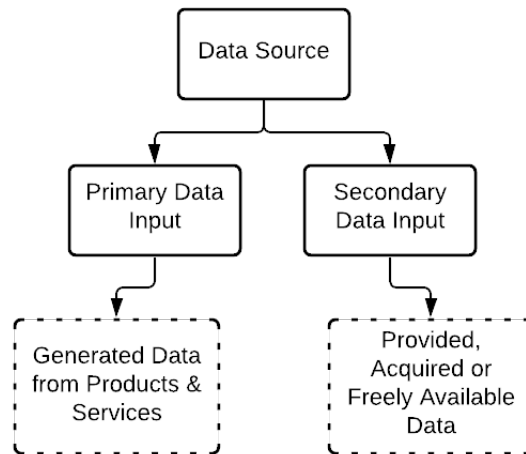 Data Source
Primary Data
Input
Secondary
Data Input
Generated Data
from Products &
Services
Provided,
Acquired or
Freely Available
Data